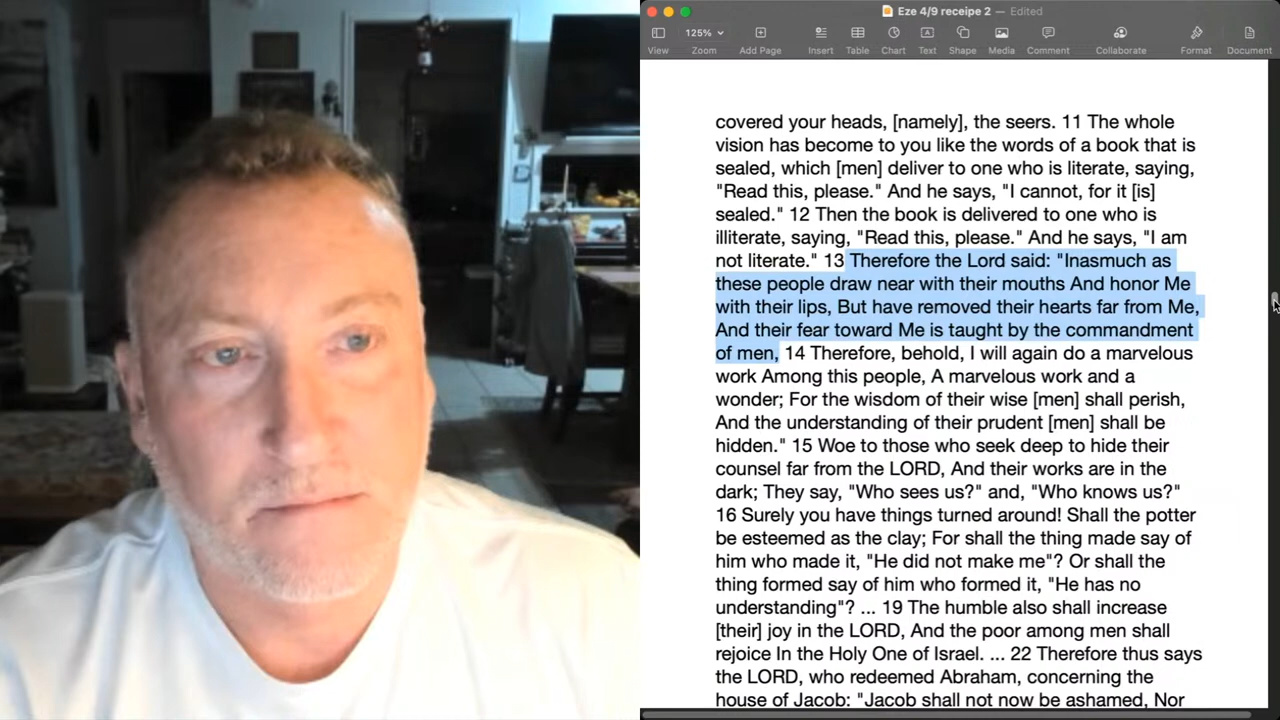 Eze 4/9 receipe 2 — Edited
125%
View Zoom Add Page Insert Table Chart Text Shape Media Comment Collaborate Format Document
covered your heads, [namely], the seers. 11 The whole
vision has become to you like the words of a book that is
sealed, which [men] deliver to one who is literate, saying,
"Read this, please." And he says, "I cannot, for it [is]
sealed." 12 Then the book is delivered to one who is
illiterate, saying, "Read this, please." And he says, "I am
not literate." 13 Therefore the Lord said: "Inasmuch as
these people draw near with their mouths And honor Me
with their lips, But have removed their hearts far from Me,
And their fear toward Me is taught by the commandment
of men, 14 Therefore, behold, I will again do a marvelous
work Among this people, A marvelous work and a
wonder; For the wisdom of their wise [men] shall perish,
And the understanding of their prudent [men] shall be
hidden." 15 Woe to those who seek deep to hide their
counsel far from the LORD, And their works are in the
dark; They say, "Who sees us?" and, "Who knows us?"
16 Surely you have things turned around! Shall the potter
be esteemed as the clay; For shall the thing made say of
him who made it, "He did not make me"? Or shall the
thing formed say of him who formed it, "He has no
understanding"? ... 19 The humble also shall increase
[their] joy in the LORD, And the poor among men shall
rejoice In the Holy One of Israel. ... 22 Therefore thus says
the LORD, who redeemed Abraham, concerning the
house of Jacob: "Jacob shall not now be ashamed, Nor